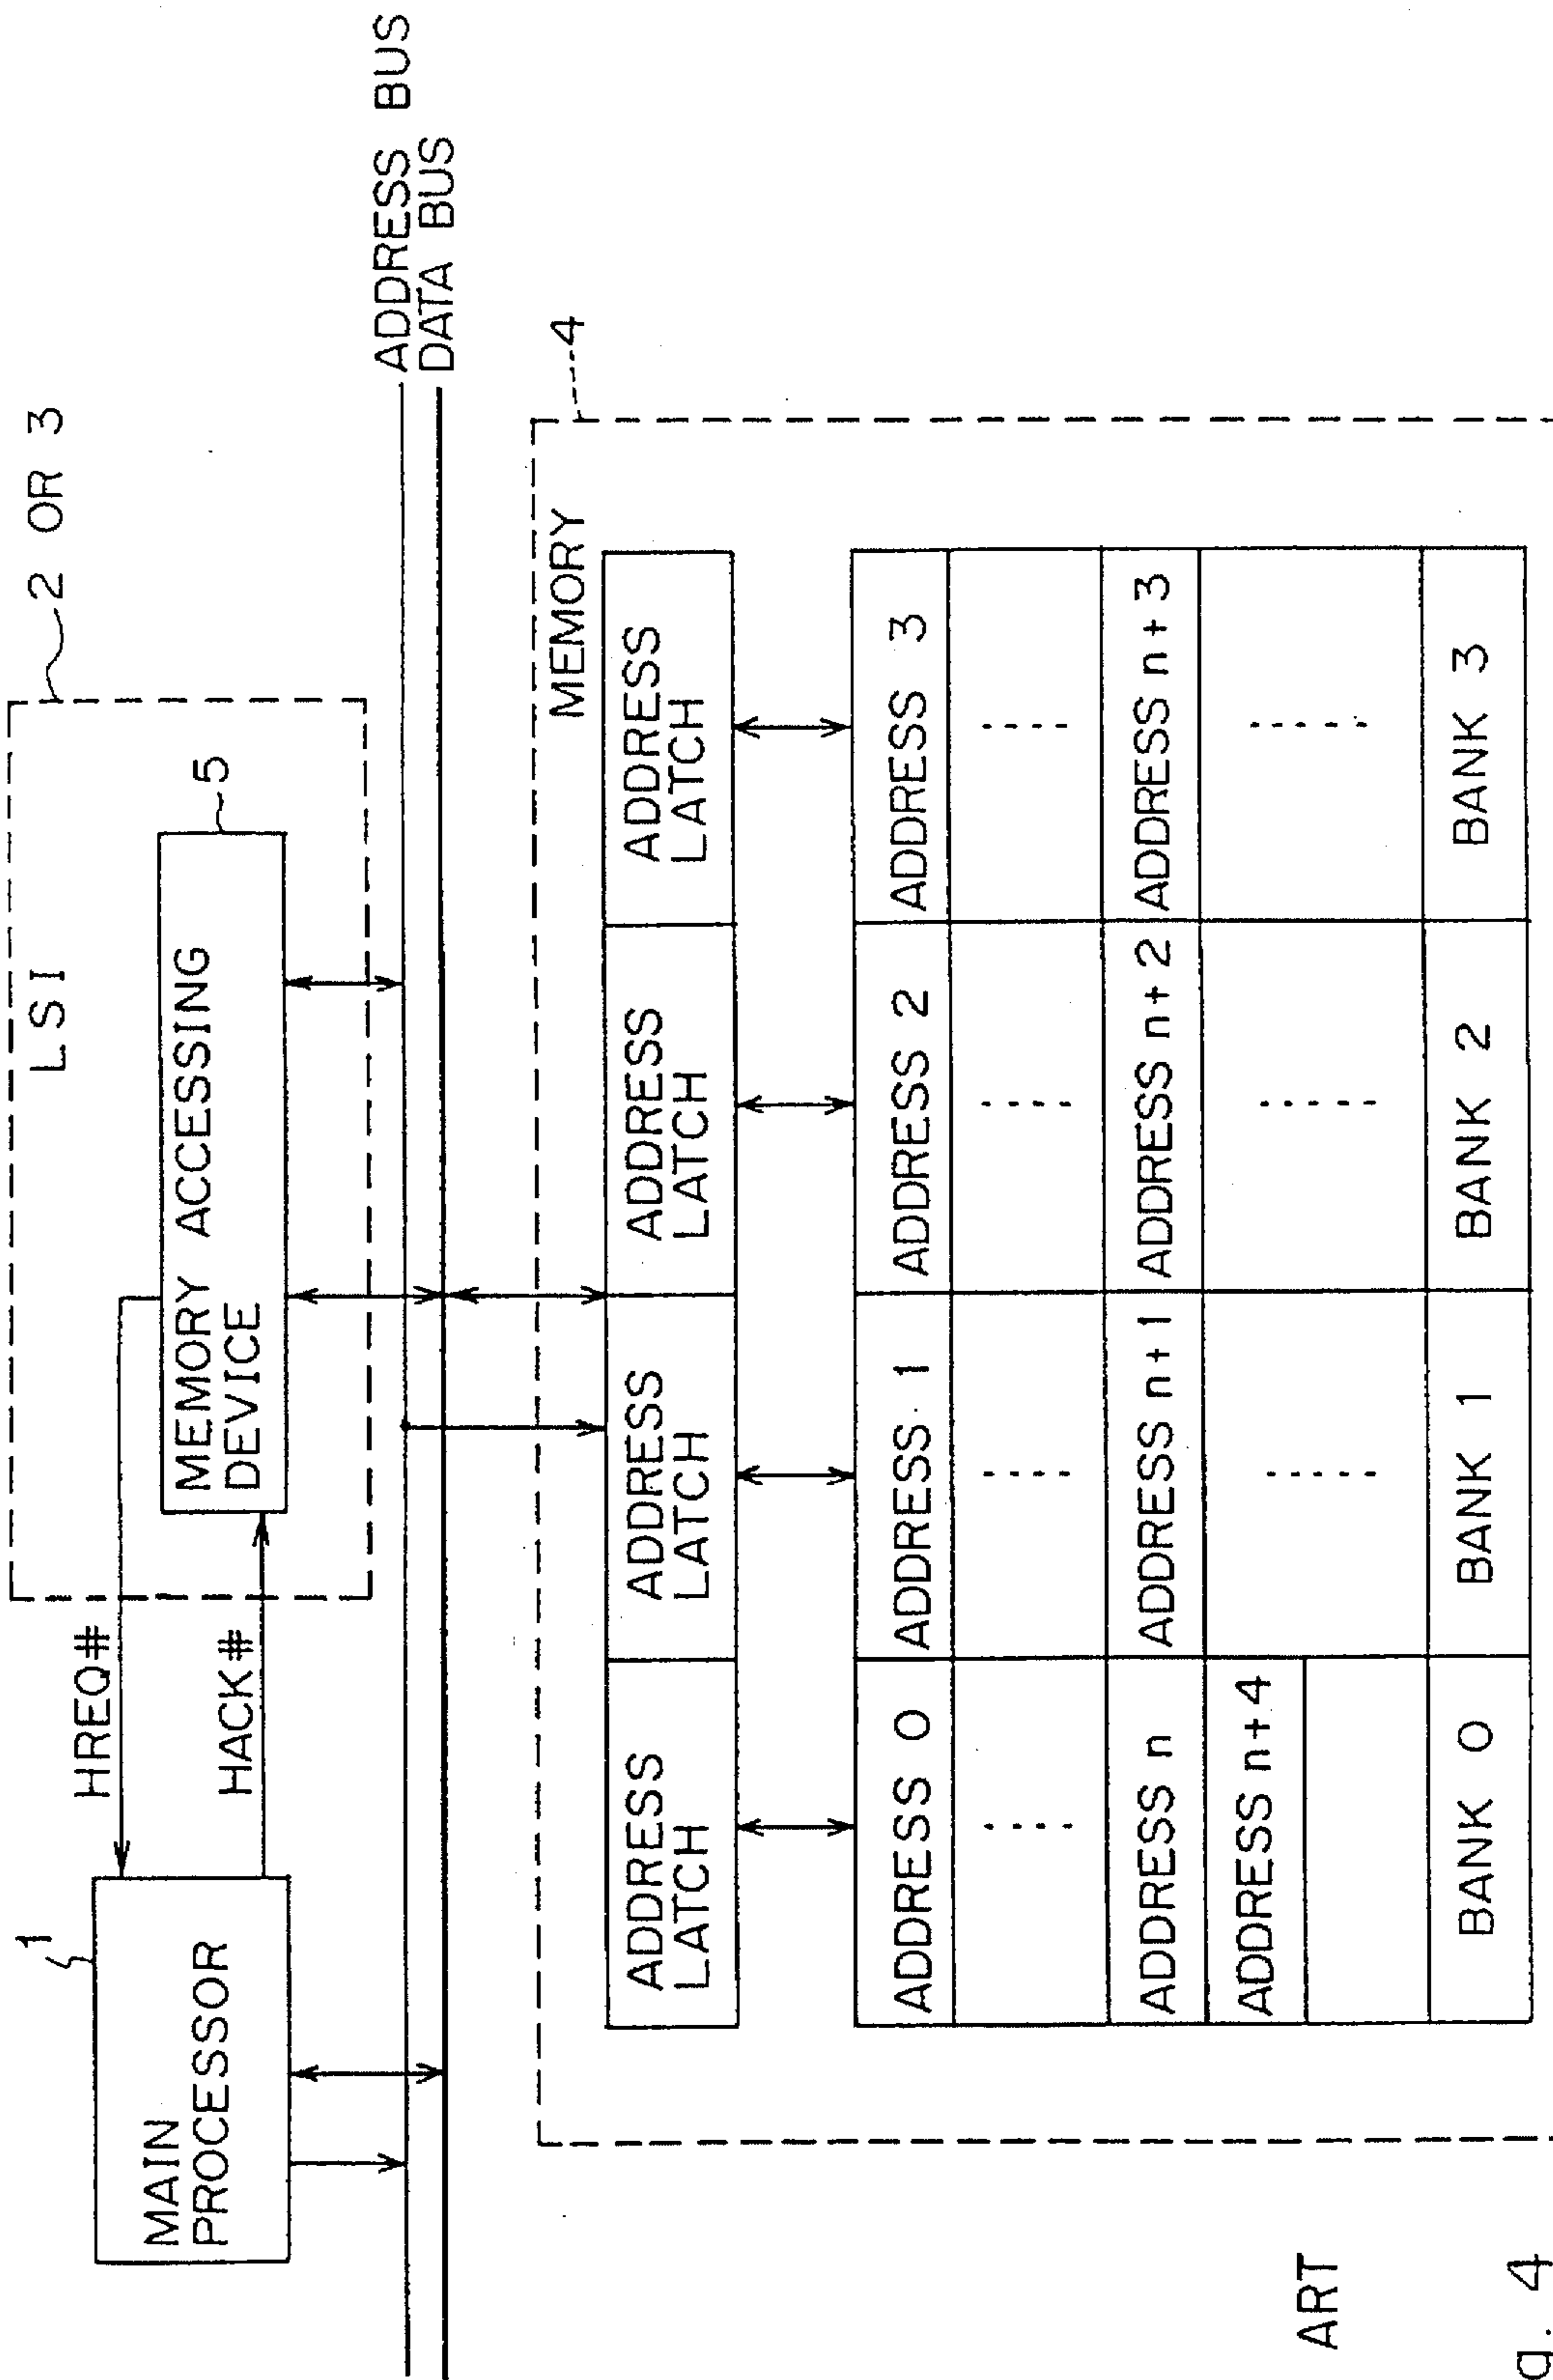 LSI
2 OR 3
1
MAIN
PROCESSOR
HREQ#
HACK#
MEMORY ACCESSING
DEVICE
5
ADDRESS BUS
DATA BUS
4
MEMORY
ADDRESS
LATCH
ADDRESS
LATCH
ADDRESS
LATCH
ADDRESS
LATCH
ADDRESS 0
ADDRESS 1
ADDRESS 2
ADDRESS 3
ADDRESS n
ADDRESS n+1
ADDRESS n+2
ADDRESS n+3
ADDRESS n+4
BANK 0
BANK 1
BANK 2
BANK 3
ART
g. 4